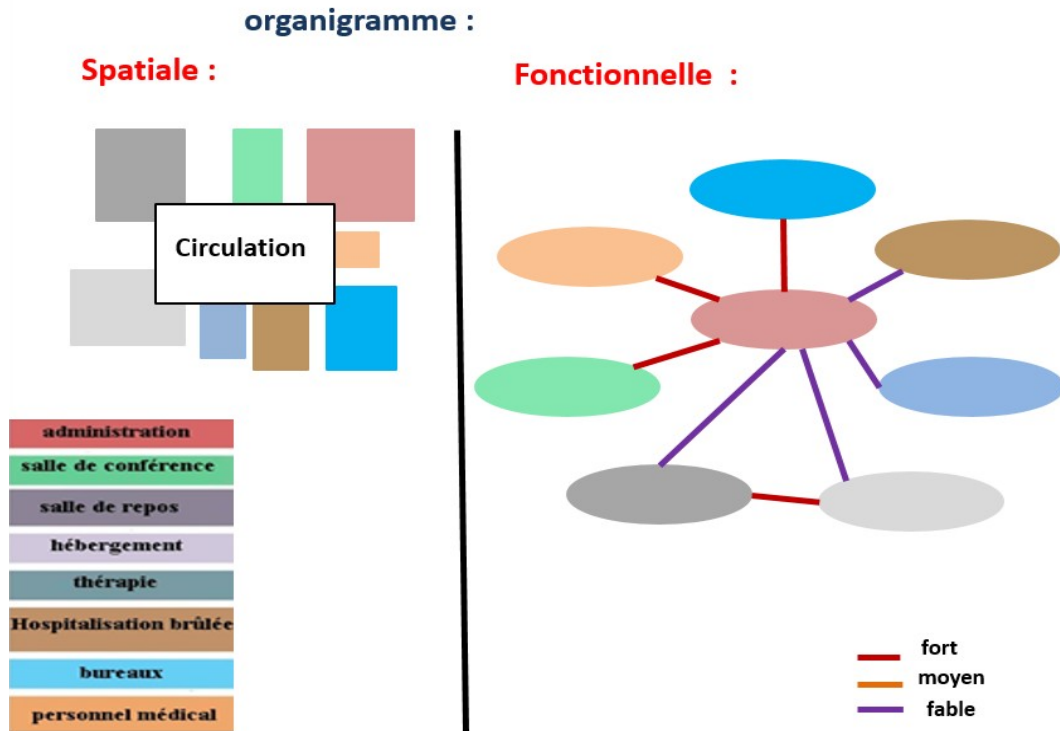 organigramme :
Spatiale :
Fonctionnelle :
Circulation
administration
salle de conférence
salle de repos
hébergement
thérapie
Hospitalisation brûlée
bureaux
personnel médical
fort
moyen
fable